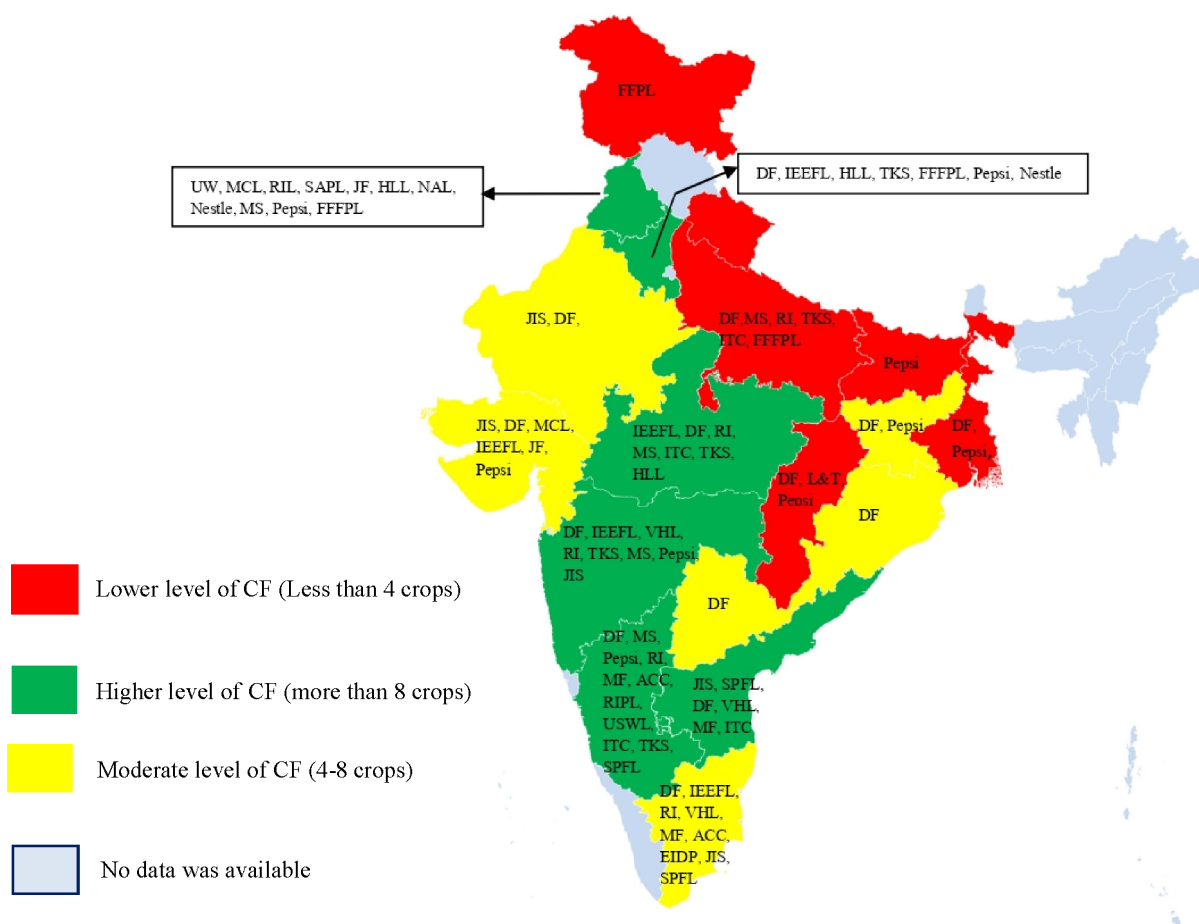 FFPL
UW, MCL, RIL, SAPL, JF, HLL, NAL,
Nestle, MS, Pepsi, FFFPL
DF, IEEFL, HLL, TKS, FFFPL, Pepsi, Nestle
JIS, DF,
DF,MS, RI, TKS,
ITC, FFFPL
Pepsi
JIS, DF, MCL,
IEEFL, JF,
Pepsi
IEEFL, DF, RI,
MS, ITC, TKS,
HLL
DF, Pepsi
DF,
Pepsi,
DF, L&T,
Pepsi
DF
DF, IEEFL, VHL,
RI, TKS, MS, Pepsi,
JIS
DF
DF, MS,
Pepsi, RI,
MF, ACC,
RIPL,
USWL,
ITC, TKS,
SPFL
JIS, SPFL,
DF, VHL,
MF, ITC
DF, IEEFL,
RI, VHL,
MF, ACC,
EIDP, JIS,
SPFL
Lower level of CF (Less than 4 crops)
Higher level of CF (more than 8 crops)
Moderate level of CF (4-8 crops)
No data was available